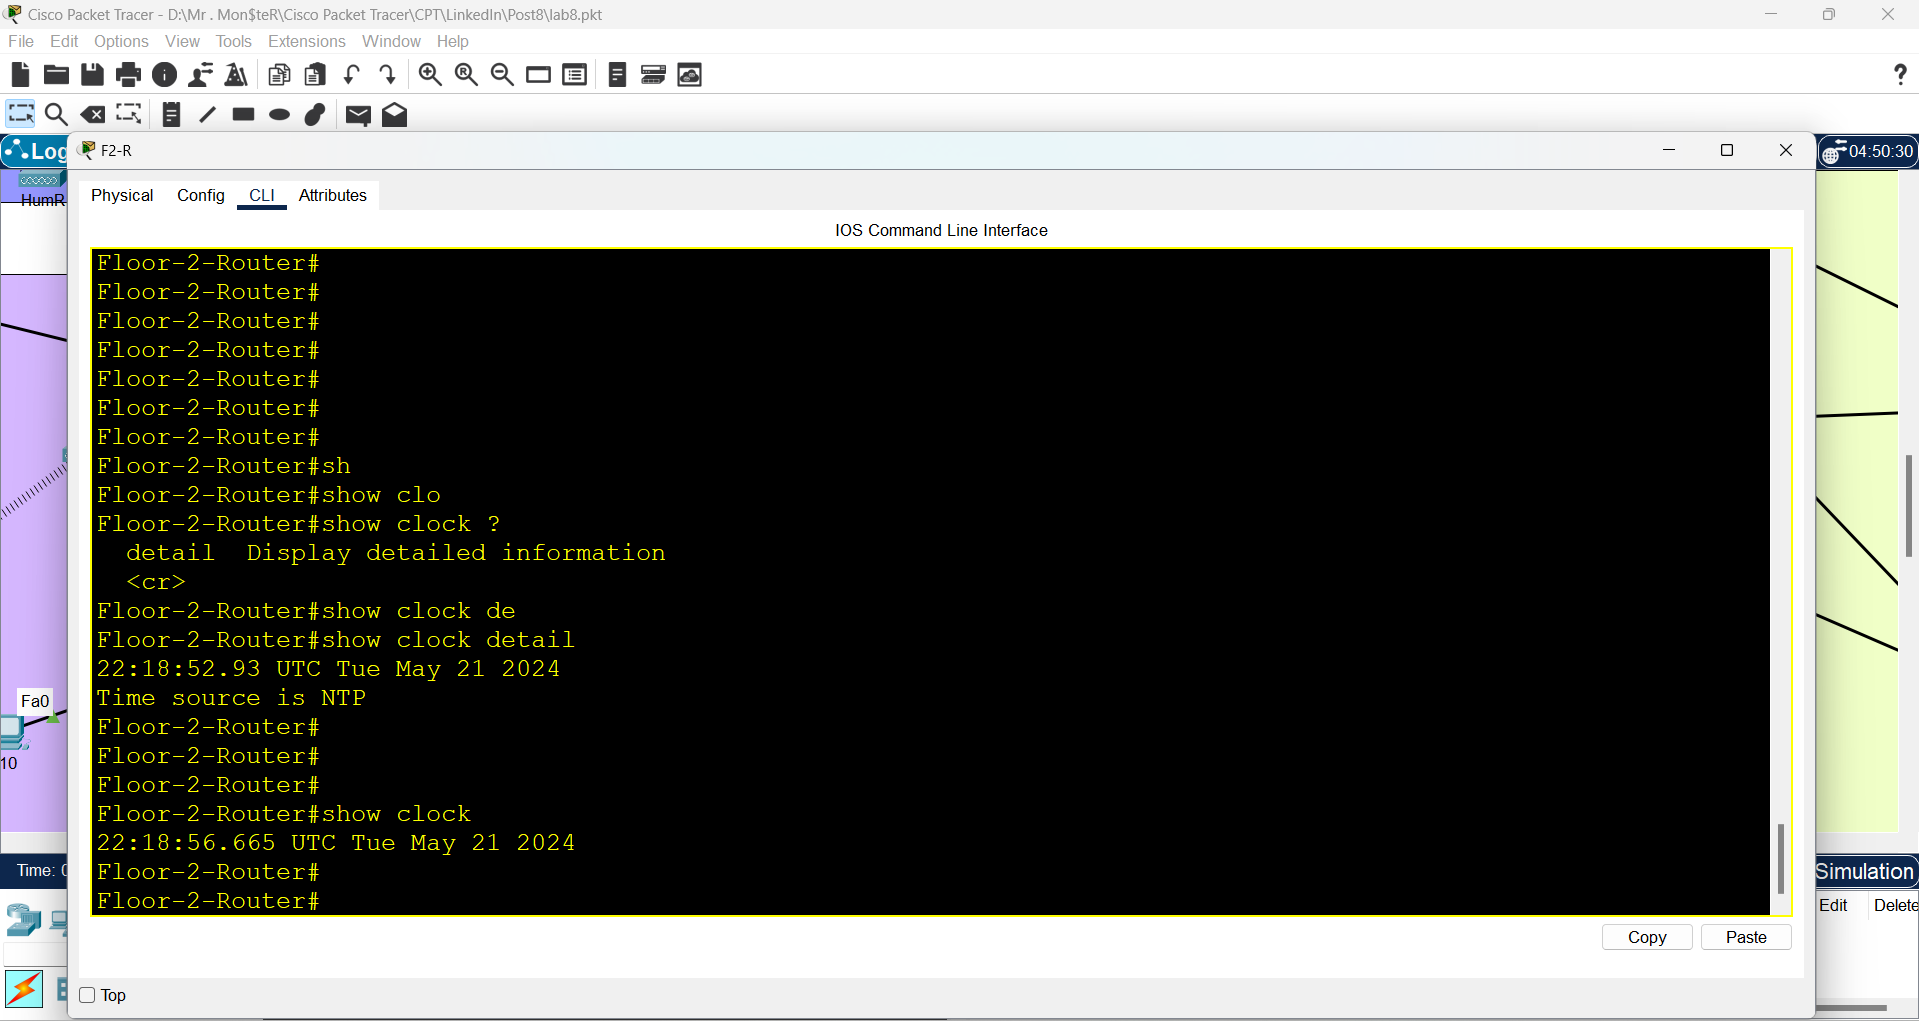 Cisco Packet Tracer - D:\Mr . Mon$teR\Cisco Packet Tracer\CPT\LinkedIn\Post8\lab8.pkt
File Edit Options View Tools Extensions Window Help
Log
F2-R
04:50:30
HumR
Physical Config CLI Attributes
IOS Command Line Interface
Floor-2-Router#
Floor-2-Router#
Floor-2-Router#
Floor-2-Router#
Floor-2-Router#
Floor-2-Router#
Floor-2-Router#
Floor-2-Router#sh
Floor-2-Router#show clo
Floor-2-Router#show clock ?
detail Display detailed information
<cr>
Floor-2-Router#show clock de
Floor-2-Router#show clock detail
22:18:52.93 UTC Tue May 21 2024
Time source is NTP
Floor-2-Router#
Floor-2-Router#
Floor-2-Router#
Floor-2-Router#show clock
22:18:56.665 UTC Tue May 21 2024
Floor-2-Router#
Floor-2-Router#
Fa0
10
Time:
Simulation
Edit Delete
Copy Paste
Top